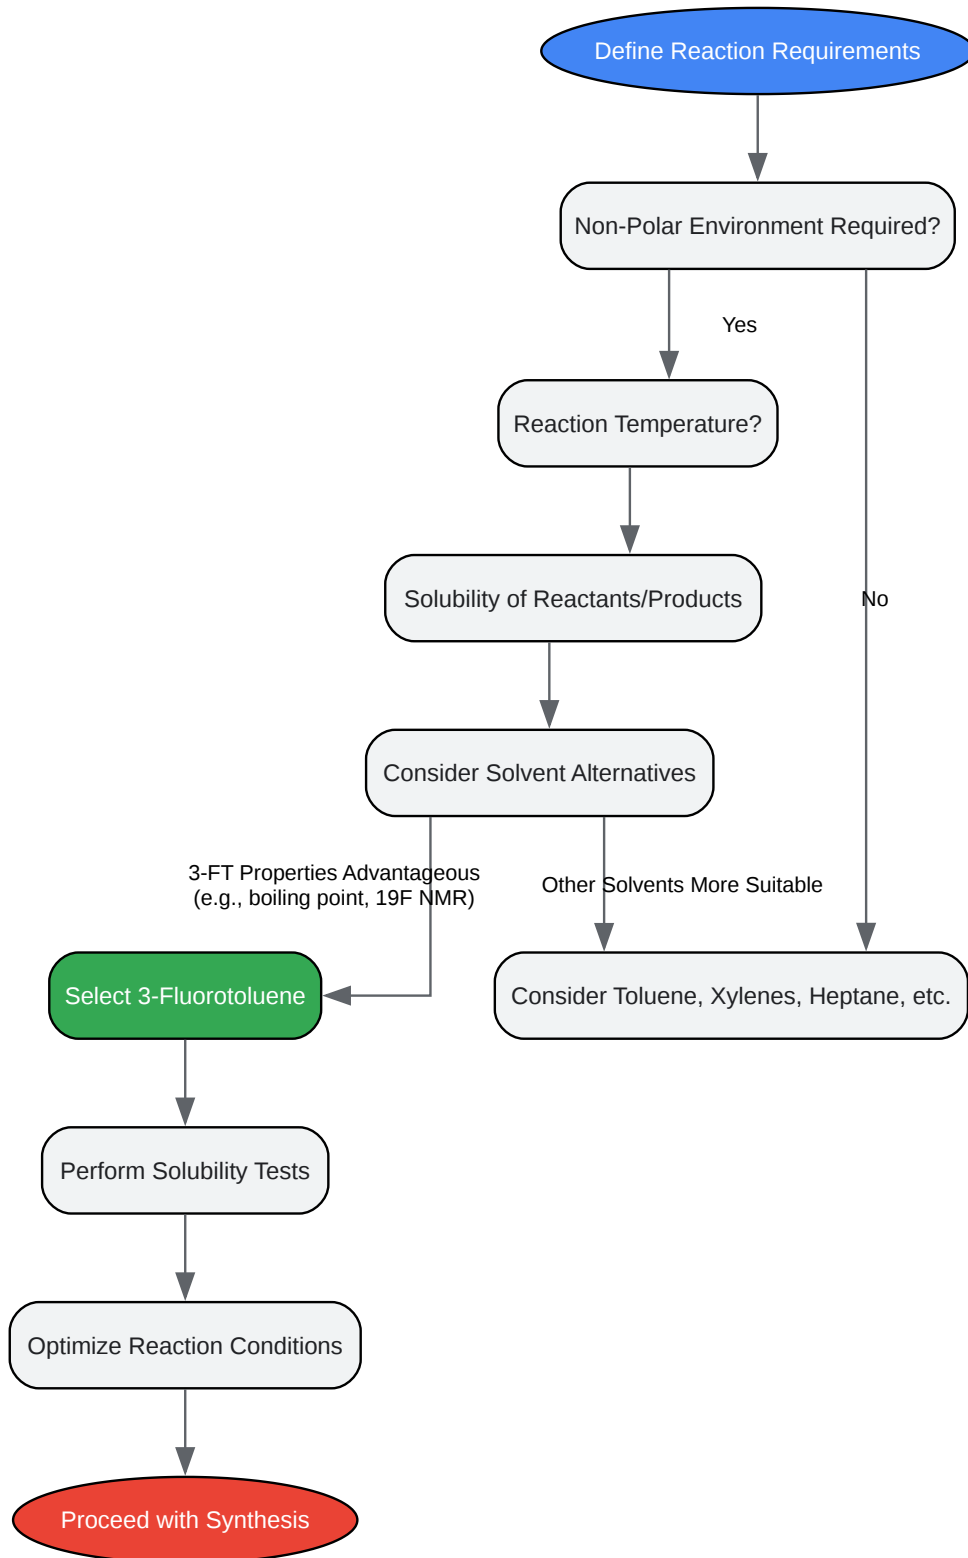 Define Reaction Requirements
Non-Polar Environment Required?
Yes
Reaction Temperature?
Solubility of Reactants/Products
No
Consider Solvent Alternatives
3-FT Properties Advantageous
(e.g., boiling point, 19F NMR)
Other Solvents More Suitable
Select 3-Fluorotoluene
Consider Toluene, Xylenes, Heptane, etc.
Perform Solubility Tests
Optimize Reaction Conditions
Proceed with Synthesis